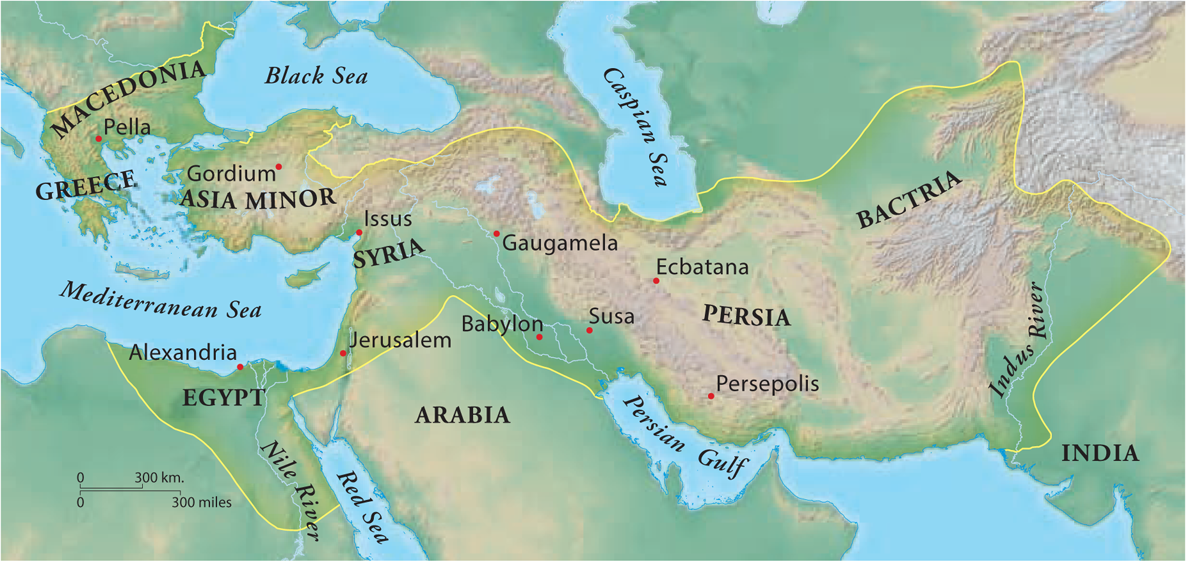 Black Sea
MACEDONIA
Caspian Sea
Pella
Gordium
GREECE
ASIA MINOR
BACTRIA
Issus
SYRIA
Gaugamela
Ecbatana
Mediterranean Sea
PERSIA
Susa
Babylon
Indus River
Jerusalem
Alexandria
Persepolis
EGYPT
ARABIA
Persian Gulf
INDIA
Nile River
Red Sea
0 300 km.
0 300 miles